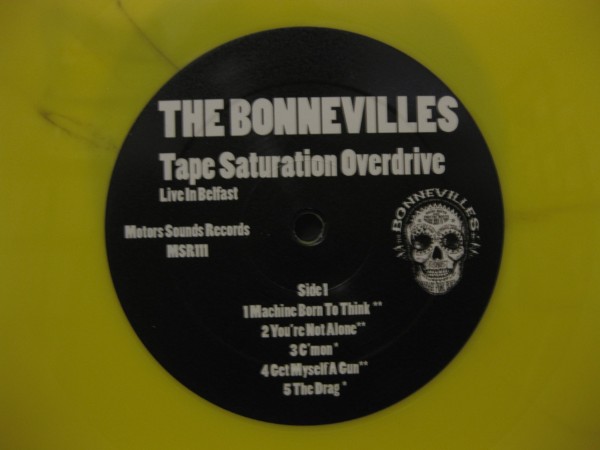 THE BONNEVILLES
Tape Saturation Overdrive
Live In Belfast
Motors Sounds Records
MSR111
THE BONNEVILLES
Side 1
1 Machine Born To Think **
2 You're Not Alone**
3 C'mon *
4 Get Myself A Gun**
5 The Drag *